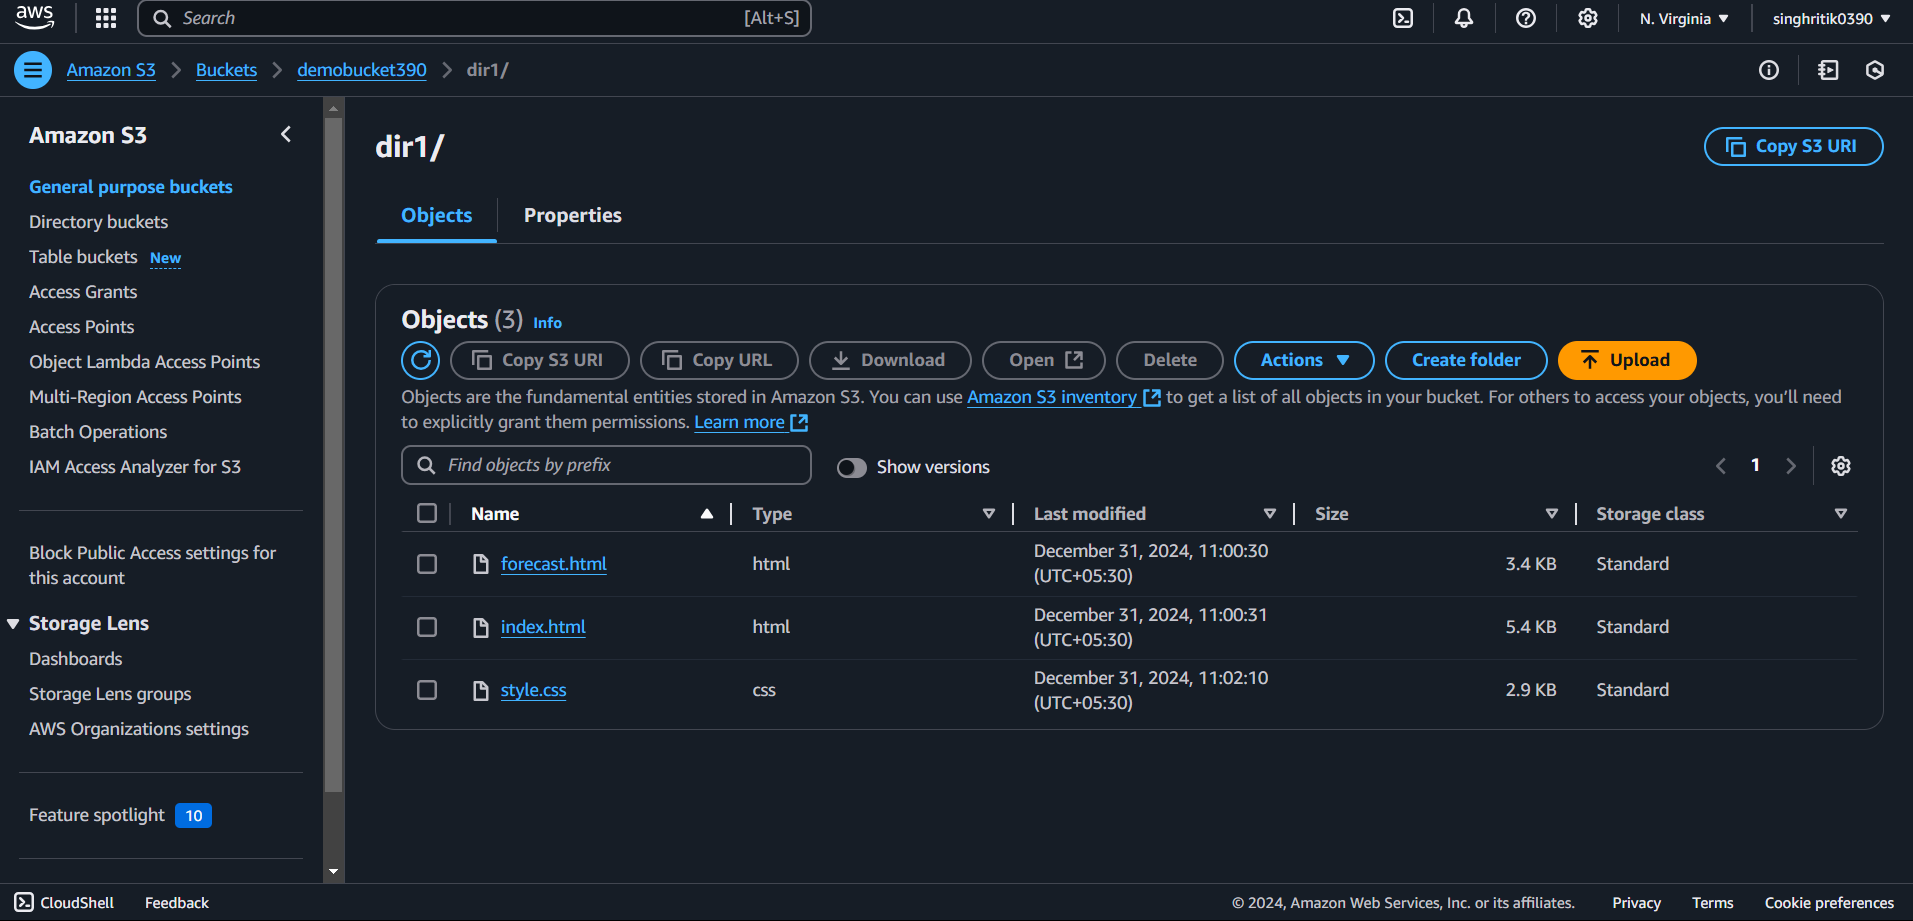 aws
Search [Alt+S]
N. Virginia
singhritik0390
Amazon S3 > Buckets > demobucket390 > dir1/
Amazon S3
General purpose buckets
Directory buckets
Table buckets New
Access Grants
Access Points
Object Lambda Access Points
Multi-Region Access Points
Batch Operations
IAM Access Analyzer for S3
Block Public Access settings for
this account
Storage Lens
Dashboards
Storage Lens groups
AWS Organizations settings
Feature spotlight 10
dir1/
Copy S3 URI
Objects
Properties
Objects (3) Info
Copy S3 URI Copy URL Download Open Delete Actions Create folder Upload
Objects are the fundamental entities stored in Amazon S3. You can use Amazon S3 inventory to get a list of all objects in your bucket. For others to access your objects, you’ll need
to explicitly grant them permissions. Learn more
Find objects by prefix
Show versions
1
Name Type Last modified Size Storage class
forecast.html html December 31, 2024, 11:00:30 3.4 KB Standard
(UTC+05:30)
index.html html December 31, 2024, 11:00:31 5.4 KB Standard
(UTC+05:30)
style.css css December 31, 2024, 11:02:10 2.9 KB Standard
(UTC+05:30)
CloudShell Feedback © 2024, Amazon Web Services, Inc. or its affiliates. Privacy Terms Cookie preferences